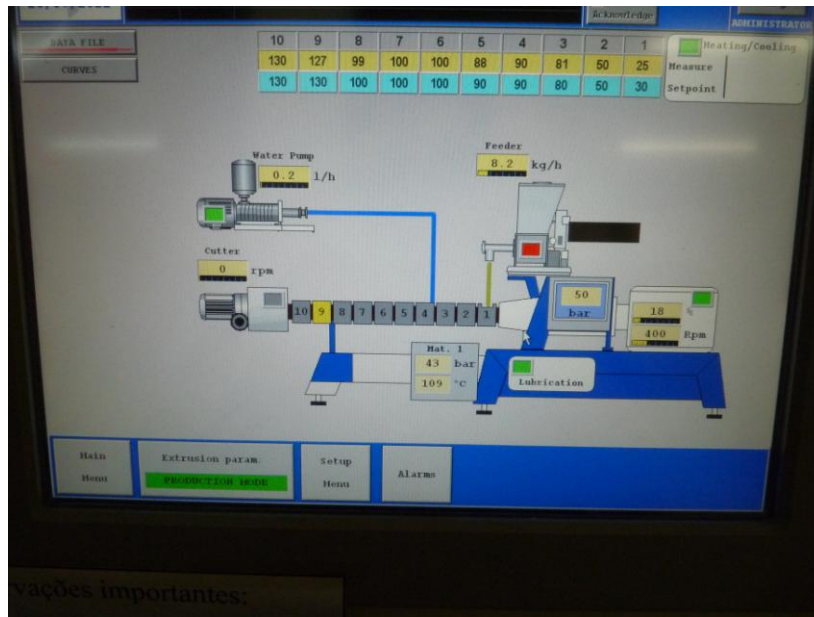 Acknowledge
ADMINISTRATOR
DATA FILE
CURVES
10 9 8 7 6 5 4 3 2 1
130 127 99 100 100 88 90 81 50 25
130 130 100 100 100 90 90 80 50 30
Heating/Cooling
Measure
Setpoint
Water Pump
0.2 l/h
Feeder
8.2 kg/h
Cutter
0 rpm
10 9 8 7 6 5 4 3 2 1
50
bar
18 %
400 Rpm
Mat. 1
43 bar
109 °C
Lubrication
Main
Menu
Extrusion param.
PRODUCTION MODE
Setup
Menu
Alarms
vações importantes: